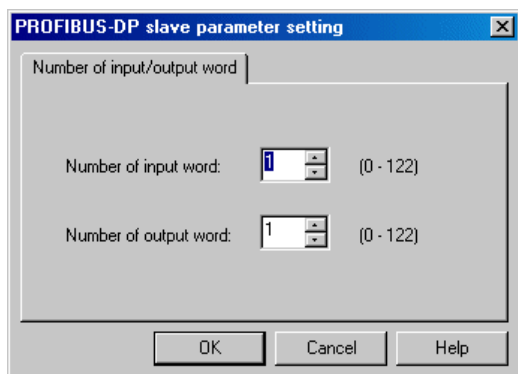 PROFIBUS-DP slave parameter setting
Number of input/output word
Number of input word: 1 (0 - 122)
Number of output word: 1 (0 - 122)
OK Cancel Help